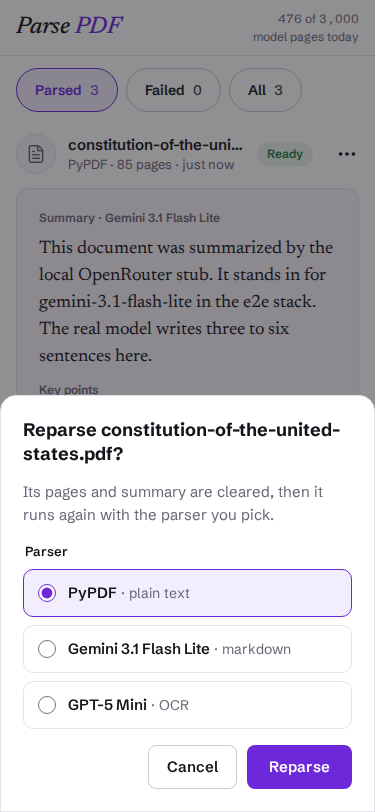 Parse PDF
476 of 3,000
model pages today
Parsed 3
Failed 0
All 3
constitution-of-the-uni...
PyPDF · 85 pages · just now
Ready
Summary · Gemini 3.1 Flash Lite
This document was summarized by the
local OpenRouter stub. It stands in for
gemini-3.1-flash-lite in the e2e stack.
The real model writes three to six
sentences here.
Key points
Reparse constitution-of-the-united-
states.pdf?
Its pages and summary are cleared, then it
runs again with the parser you pick.
Parser
PyPDF · plain text
Gemini 3.1 Flash Lite · markdown
GPT-5 Mini · OCR
Cancel
Reparse